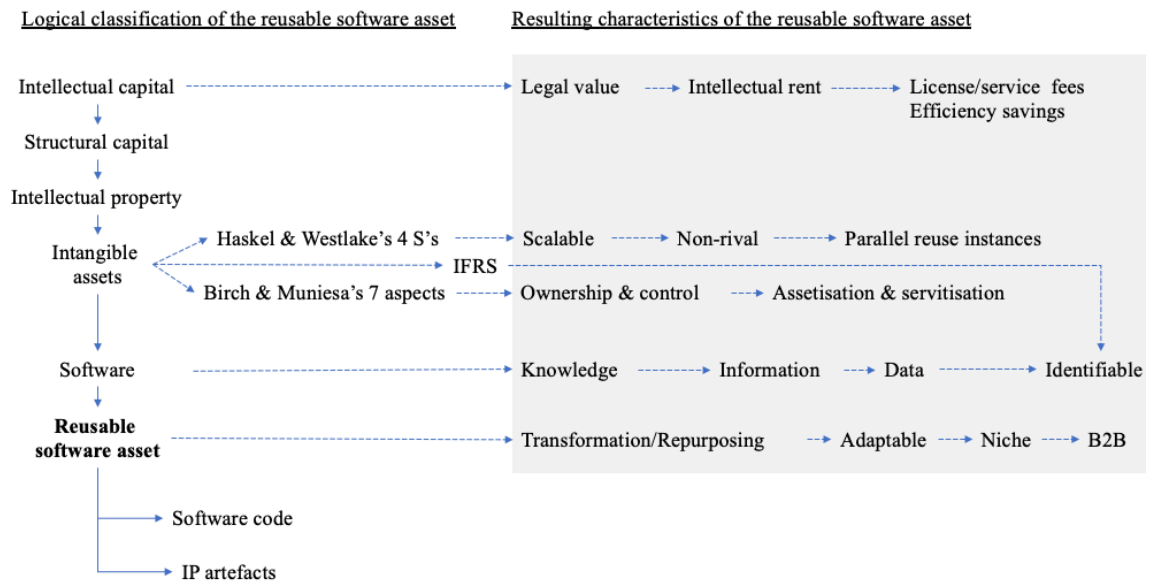 Logical classification of the reusable software asset
Resulting characteristics of the reusable software asset
Intellectual capital
Legal value
Intellectual rent
License/service fees
Efficiency savings
Structural capital
Intellectual property
Intangible
assets
Haskel & Westlake's 4 S's
Scalable
Non-rival
Parallel reuse instances
IFRS
Birch & Muniesa's 7 aspects
Ownership & control
Assetisation & servitisation
Software
Knowledge
Information
Data
Identifiable
Reusable
software asset
Transformation/Repurposing
Adaptable
Niche
B2B
Software code
IP artefacts